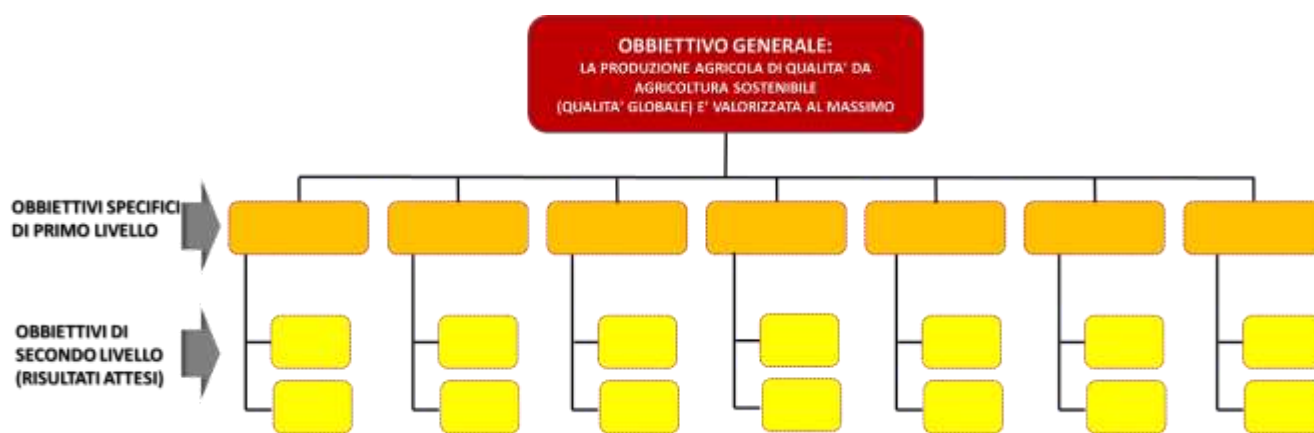 OBBIETTIVO GENERALE:
LA PRODUZIONE AGRICOLA DI QUALITA' DA
AGRICOLTURA SOSTENIBILE
(QUALITA' GLOBALE) E' VALORIZZATA AL MASSIMO
OBBIETTIVI SPECIFICI
DI PRIMO LIVELLO
OBBIETTIVI DI
SECONDO LIVELLO
(RISULTATI ATTESI)